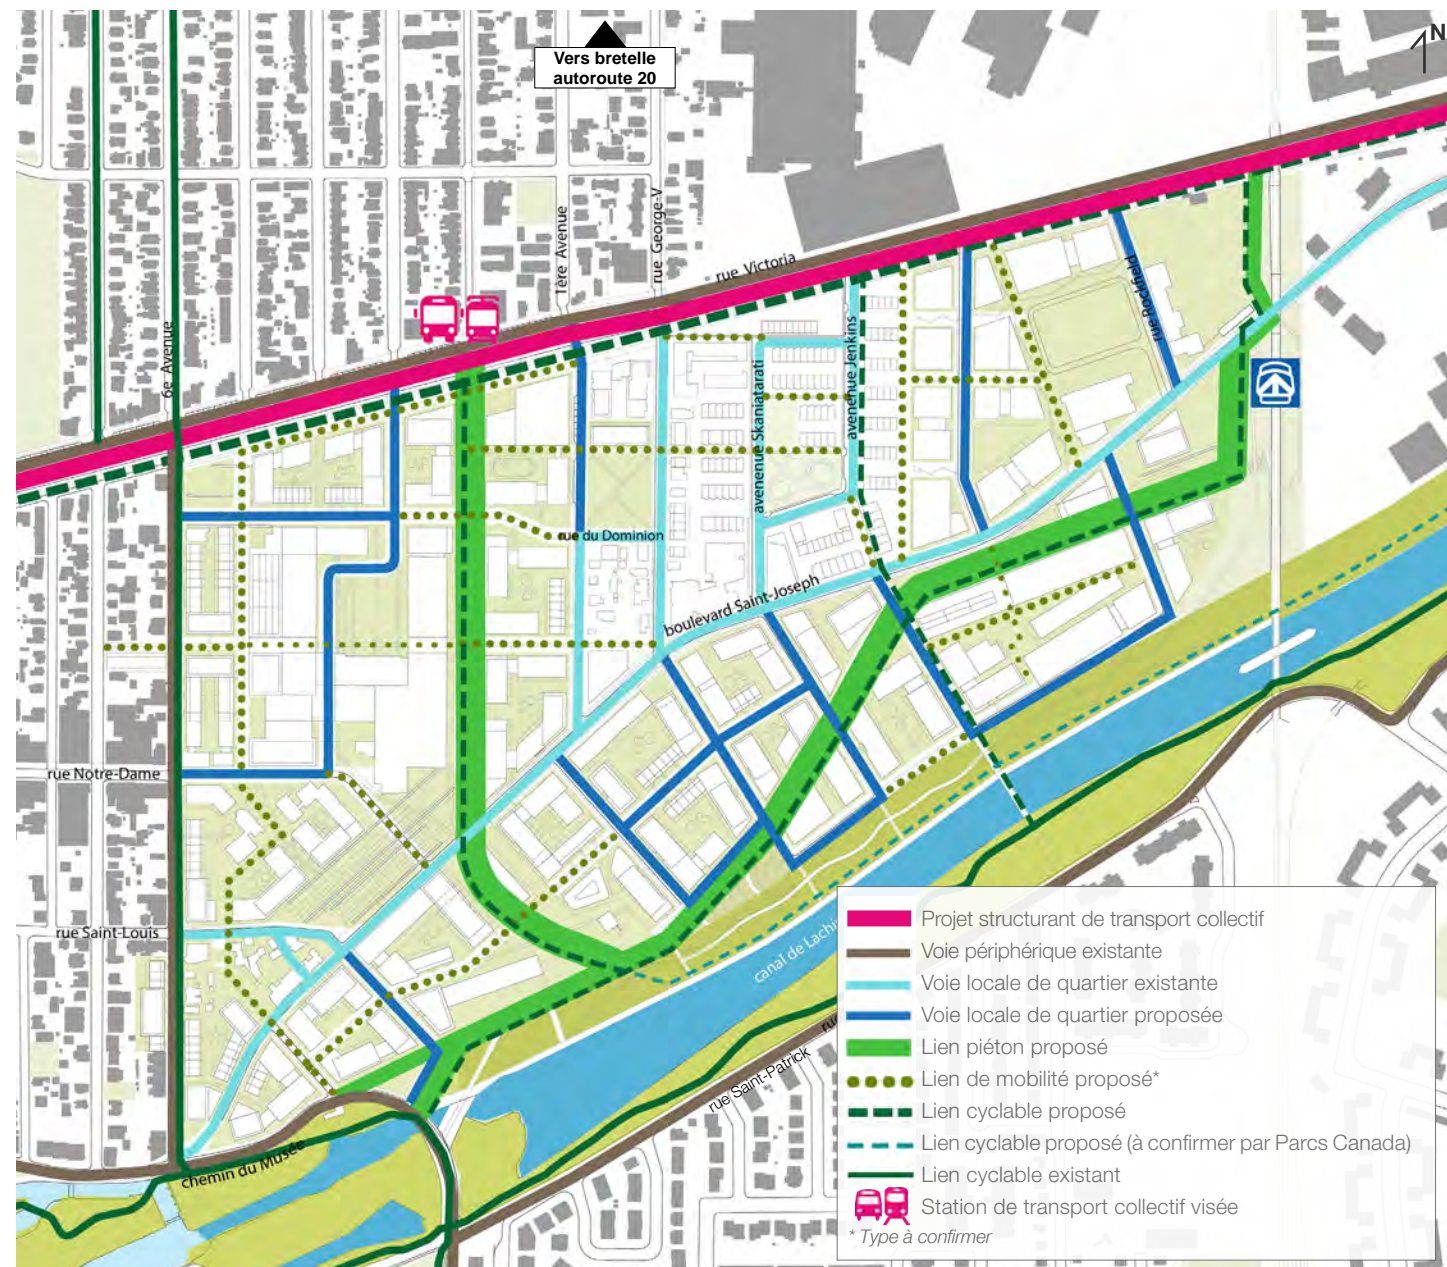 Vers bretelle
autoroute 20
N
1ère Avenue
rue George-V
rue Victoria
6e Avenue
rue Rockfield
avenenue Jenkins
avenenue Skaniatarati
rue du Dominion
boulevard Saint-Joseph
rue Notre-Dame
rue Saint-Louis
canal de Lachi
rue Saint-Patrick
ru
chemin du Musée
Projet structurant de transport collectif
Voie périphérique existante
Voie locale de quartier existante
Voie locale de quartier proposée
Lien piéton proposé
Lien de mobilité proposé*
Lien cyclable proposé
Lien cyclable proposé (à confirmer par Parcs Canada)
Lien cyclable existant
Station de transport collectif visée
* Type à confirmer